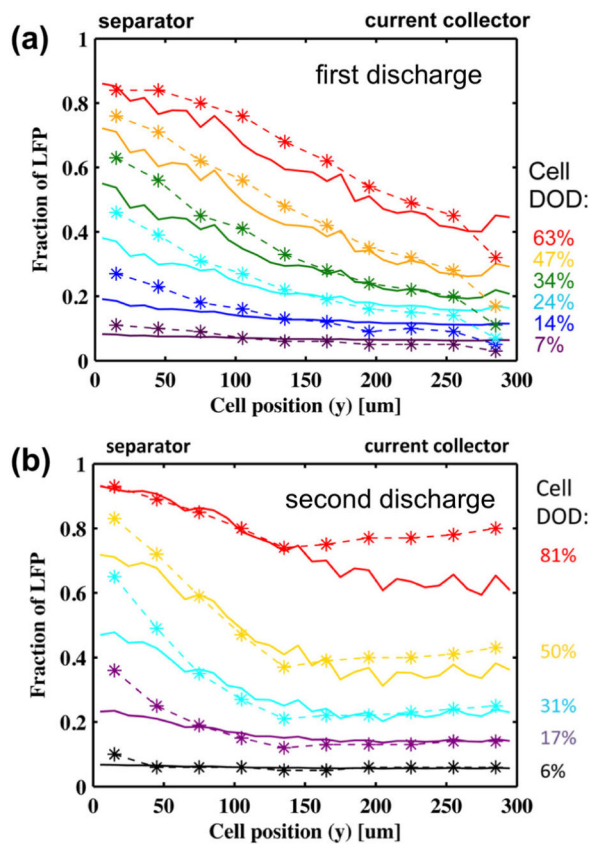 separator current collector
(a)
first discharge
1
0.8
0.6
0.4
0.2
0
Fraction of LFP
0 50 100 150 200 250 300
Cell position (y) [um]
Cell
DOD:
63%
47%
34%
24%
14%
7%
separator current collector
(b)
second discharge
1
0.8
0.6
0.4
0.2
0
Fraction of LFP
0 50 100 150 200 250 300
Cell position (y) [um]
Cell
DOD:
81%
50%
31%
17%
6%